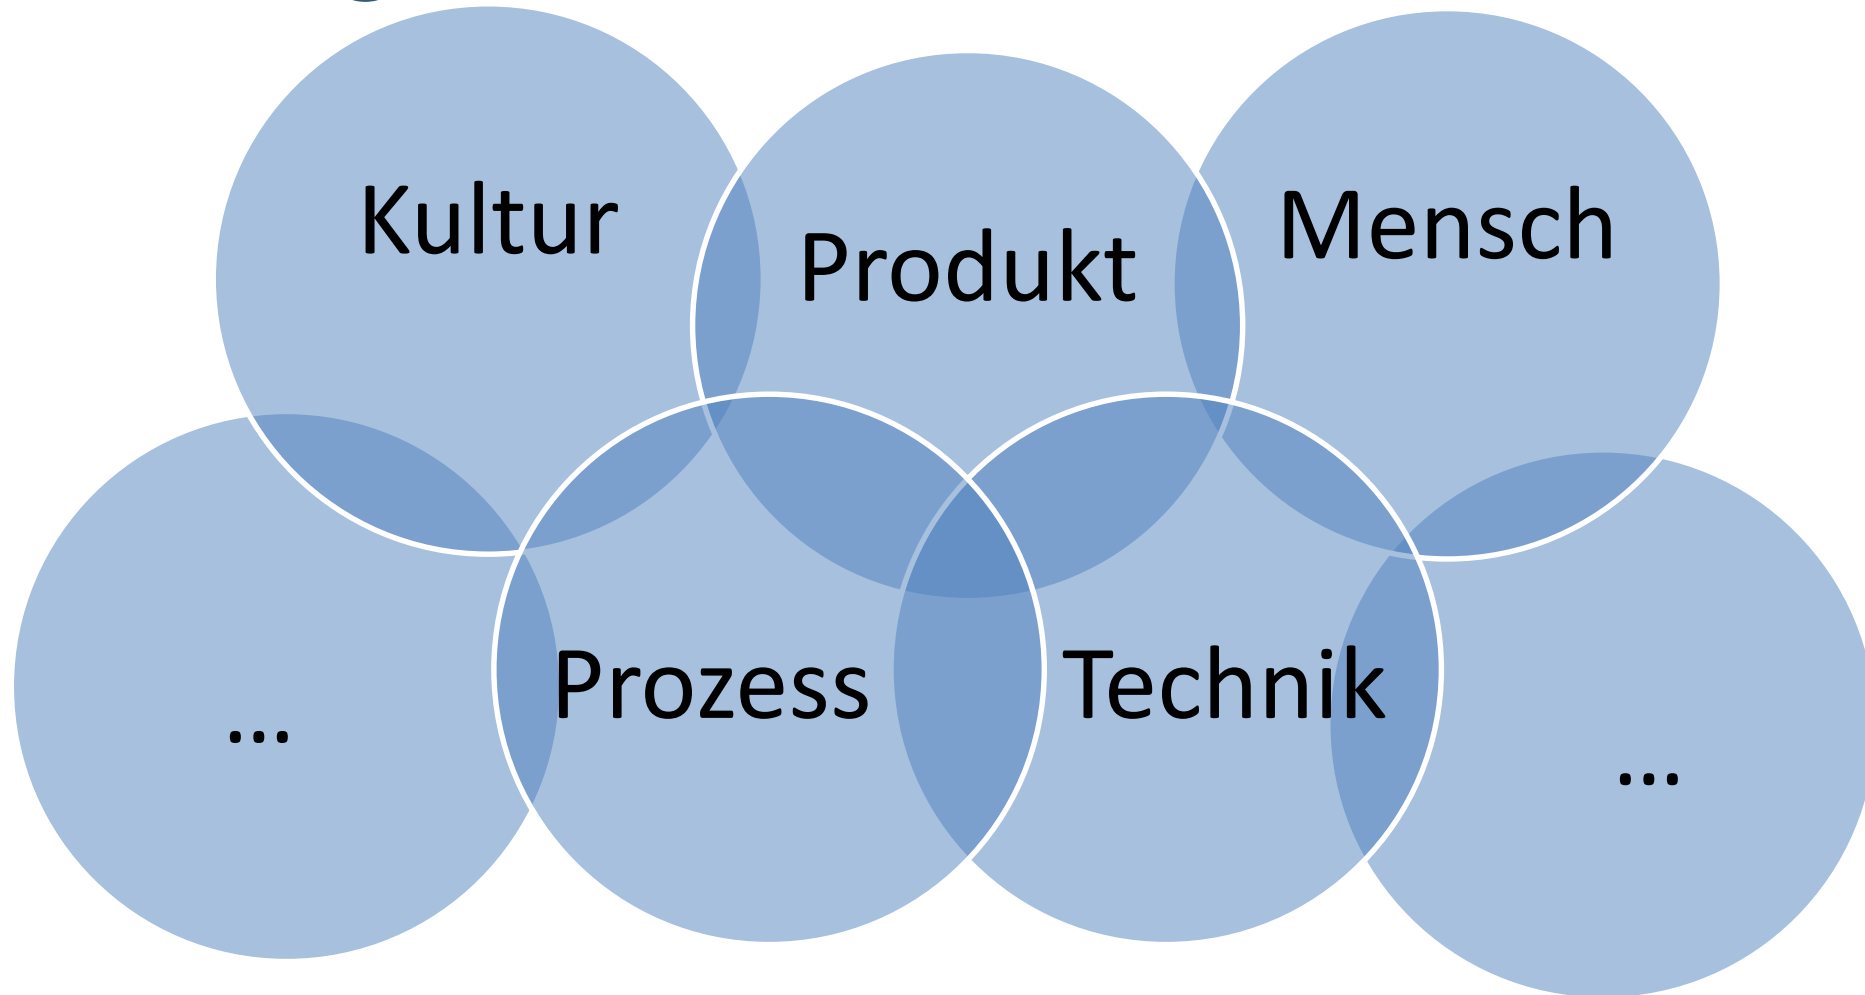 Kultur
Produkt
Mensch
Prozess
Technik
...
...